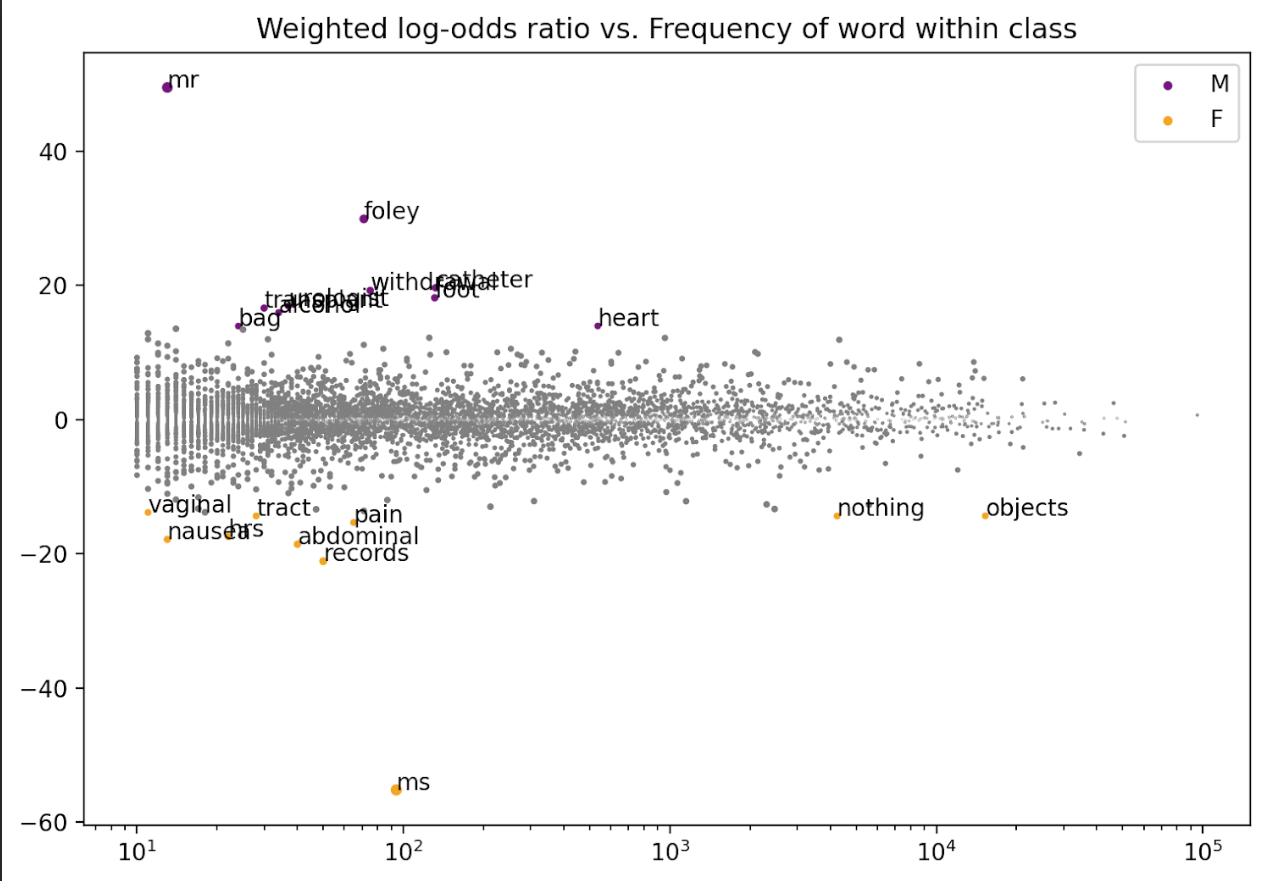 Weighted log-odds ratio vs. Frequency of word within class
M
F
mr
40
foley
20
withdrawal
catheter
foot
transplant
urologist
alcohol
bag
heart
0
vaginal
tract
pain
nausea
hrs
abdominal
records
nothing
objects
−20
−40
ms
−60
10¹
10²
10³
10⁴
10⁵